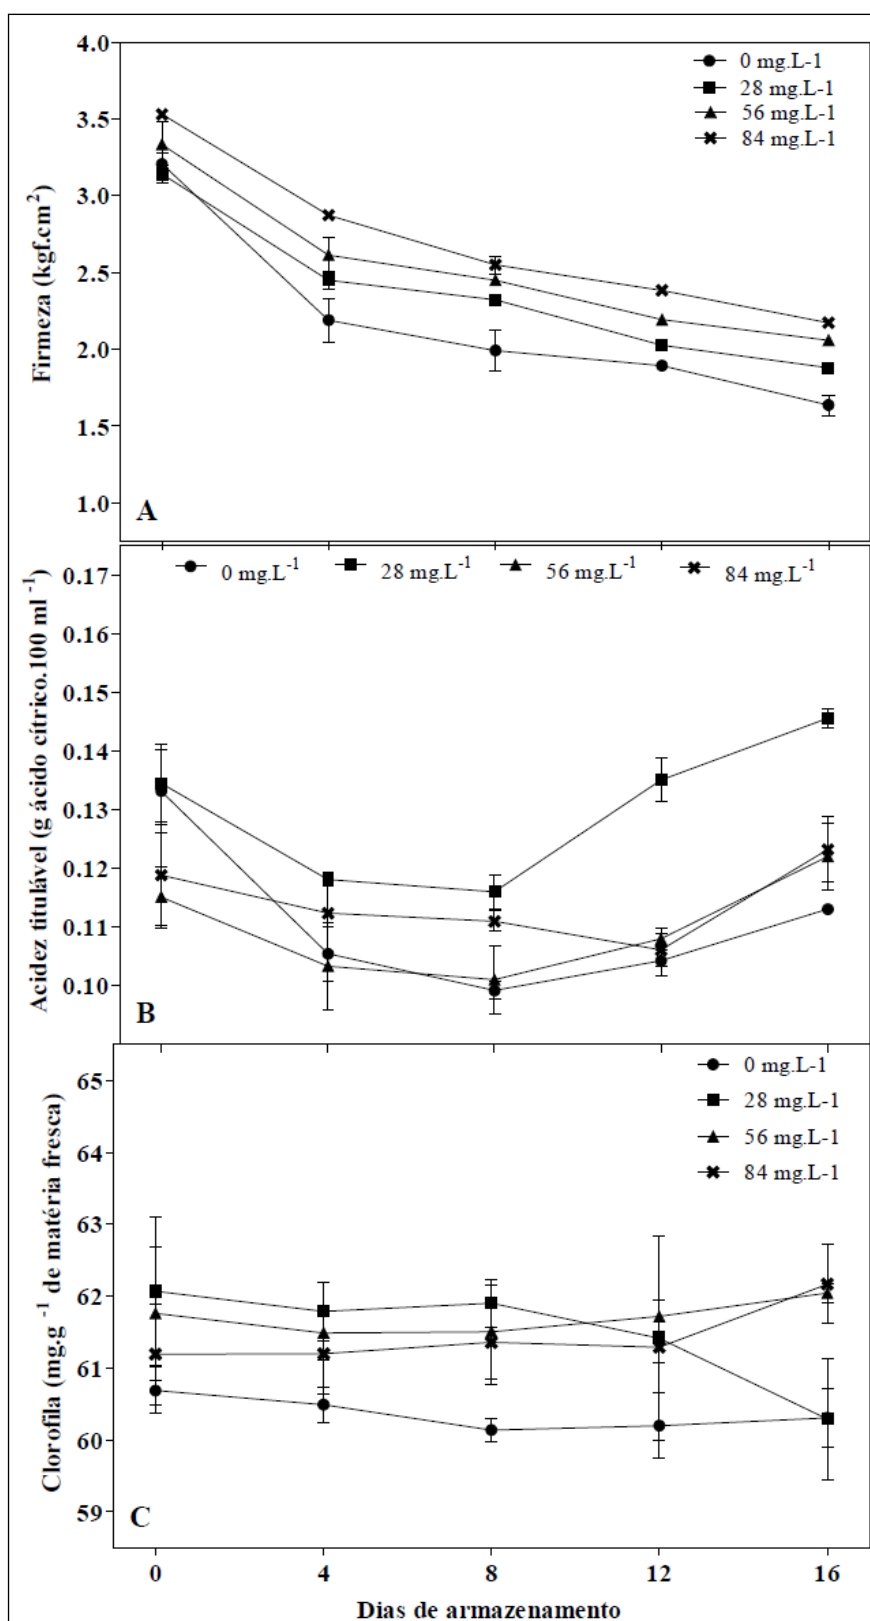 4.0
0 mg.L-1
28 mg.L-1
3.5
56 mg.L-1
84 mg.L-1
3.0
2.5
2.0
1.5
1.0
Firmeza (kgf.cm²)
A
0 mg.L⁻¹ 28 mg.L⁻¹ 56 mg.L⁻¹ 84 mg.L⁻¹
0.17
0.16
0.15
0.14
0.13
0.12
0.11
0.10
Acidez titulável (g ácido cítrico.100 ml ⁻¹)
B
0 mg.L-1
65
28 mg.L-1
56 mg.L-1
64
84 mg.L-1
63
62
61
60
59
Clorofila (mg.g ⁻¹ de matéria fresca)
C
0 4 8 12 16
Dias de armazenamento